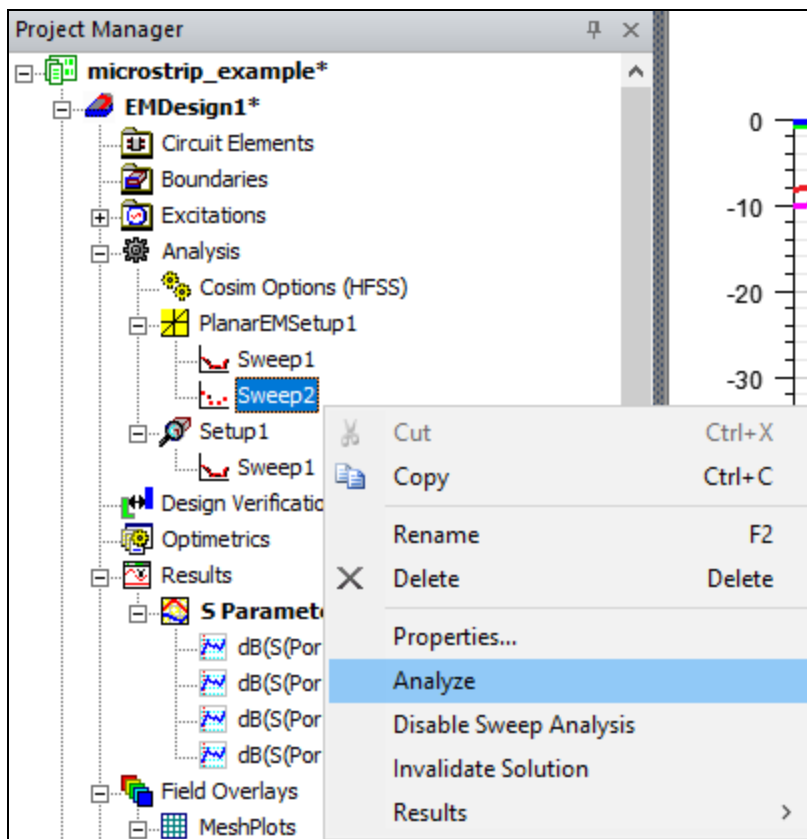 Project Manager
microstrip_example*
EMDesign1*
Circuit Elements
Boundaries
Excitations
Analysis
Cosim Options (HFSS)
PlanarEMSetup1
Sweep1
Sweep2
Setup1
Sweep1
Design Verificatio
Optimetrics
Results
S Paramete
dB(S(Por
dB(S(Por
dB(S(Por
dB(S(Por
Field Overlays
MeshPlots
Cut Ctrl+X
Copy Ctrl+C
Rename F2
Delete Delete
Properties...
Analyze
Disable Sweep Analysis
Invalidate Solution
Results
0
-10
-20
-30